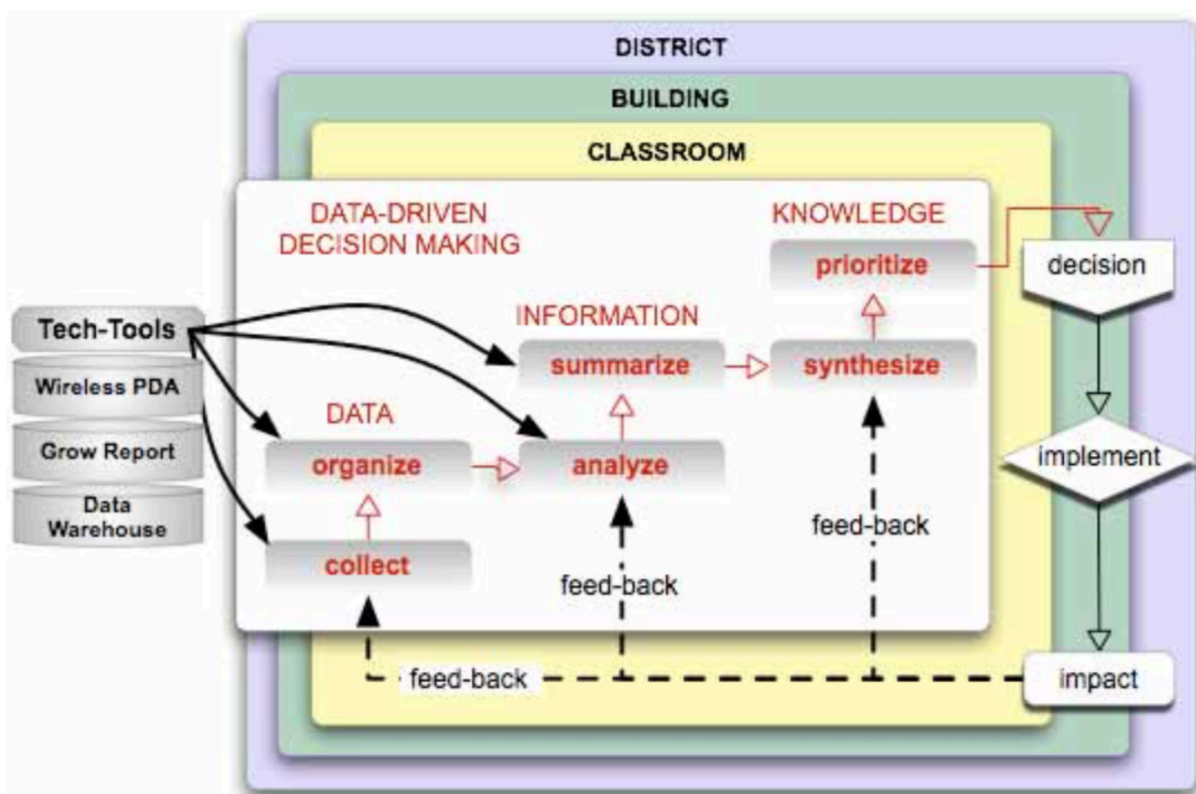 DISTRICT
BUILDING
CLASSROOM
DATA-DRIVEN
DECISION MAKING
KNOWLEDGE
prioritize
decision
Tech-Tools
Wireless PDA
Grow Report
Data
Warehouse
INFORMATION
summarize
synthesize
DATA
organize
analyze
implement
collect
feed-back
feed-back
feed-back
impact